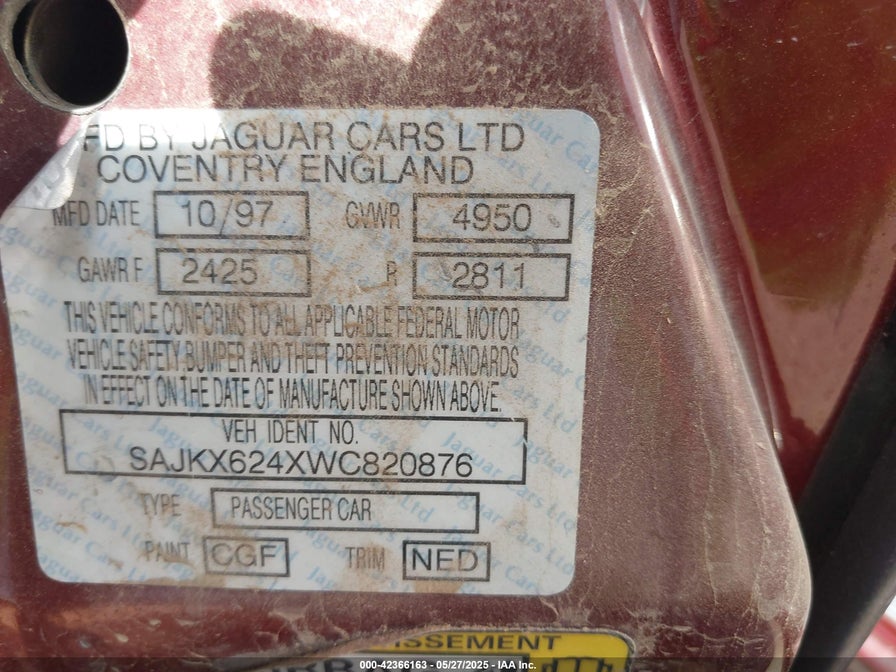 FD BY JAGUAR CARS LTD
COVENTRY ENGLAND
MFD DATE 10/97 GVWR 4950
GAWR F 2425 R 2811
THIS VEHICLE CONFORMS TO ALL APPLICABLE FEDERAL MOTOR
VEHICLE SAFETY BUMPER AND THEFT PREVENTION STANDARDS
IN EFFECT ON THE DATE OF MANUFACTURE SHOWN ABOVE.
VEH IDENT NO.
SAJKX624XWC820876
TYPE PASSENGER CAR
PAINT CGF TRIM NED
ISSEMENT
000-42366163 - 05/27/2025 - IAA Inc.